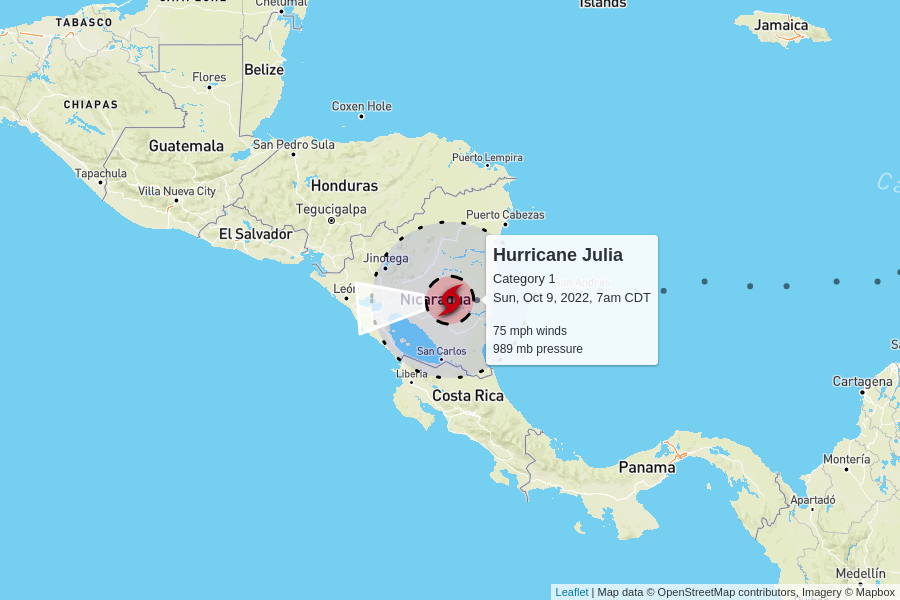 Chetumal
Islands
TABASCO
Jamaica
Belize
Flores
CHIAPAS
Coxen Hole
Guatemala
San Pedro Sula
Puerto Lempira
Tapachula
Villa Nueva City
Honduras
Tegucigalpa
Puerto Cabezas
El Salvador
Jinotega
Hurricane Julia
Category 1
Sun, Oct 9, 2022, 7am CDT
75 mph winds
989 mb pressure
León
Nicaragua
San Andres
San Carlos
Liberia
Costa Rica
Cartagena
Panama
Montería
Apartadó
Medellín
Leaflet | Map data © OpenStreetMap contributors, Imagery © Mapbox